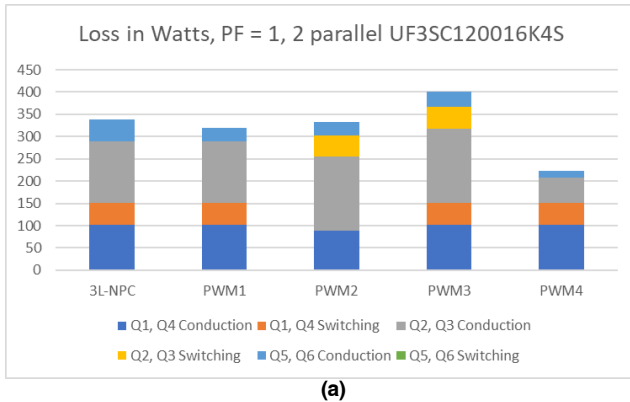 Loss in Watts, PF = 1, 2 parallel UF3SC120016K4S
450
400
350
300
250
200
150
100
50
0
3L-NPC PWM1 PWM2 PWM3 PWM4
Q1, Q4 Conduction Q1, Q4 Switching Q2, Q3 Conduction
Q2, Q3 Switching Q5, Q6 Conduction Q5, Q6 Switching
(a)